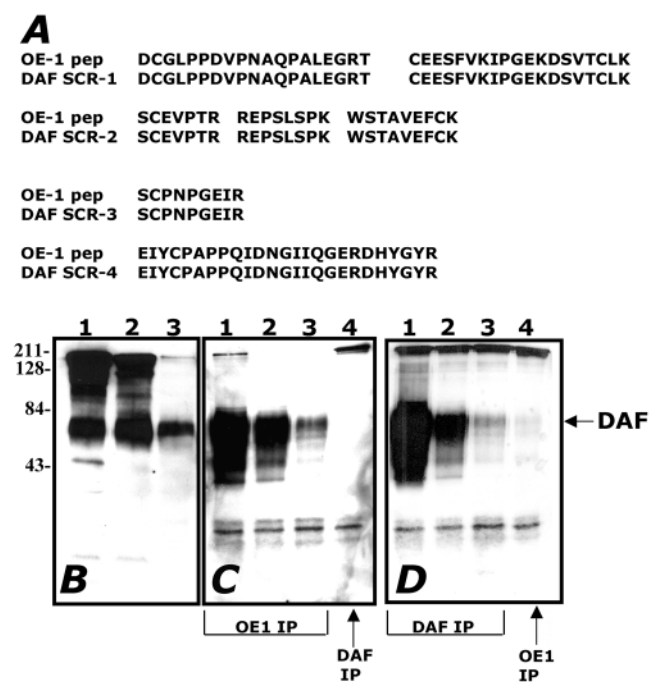 A
OE-1 pep DCGLPPDVPNAQPALEGRT CEESFVKIPGEKDSVTCLK
DAF SCR-1 DCGLPPDVPNAQPALEGRT CEESFVKIPGEKDSVTCLK
OE-1 pep SCEVPTR REPSLSPK WSTAVEFCK
DAF SCR-2 SCEVPTR REPSLSPK WSTAVEFCK
OE-1 pep SCPNPGEIR
DAF SCR-3 SCPNPGEIR
OE-1 pep EIYCPAPPQIDNGIIQGERDHYGYR
DAF SCR-4 EIYCPAPPQIDNGIIQGERDHYGYR
1 2 3 1 2 3 4 1 2 3 4
211-
128-
84-
DAF
43-
B C D
OE1 IP DAF IP
DAF IP
OE1 IP